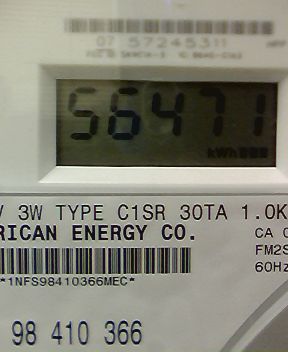 07 57245311
56471
kWh
V 3W TYPE C1SR 30TA 1.0K
RICAN ENERGY CO.
CA 0
FM2S
60Hz
*1NFS98410366MEC*
98 410 366